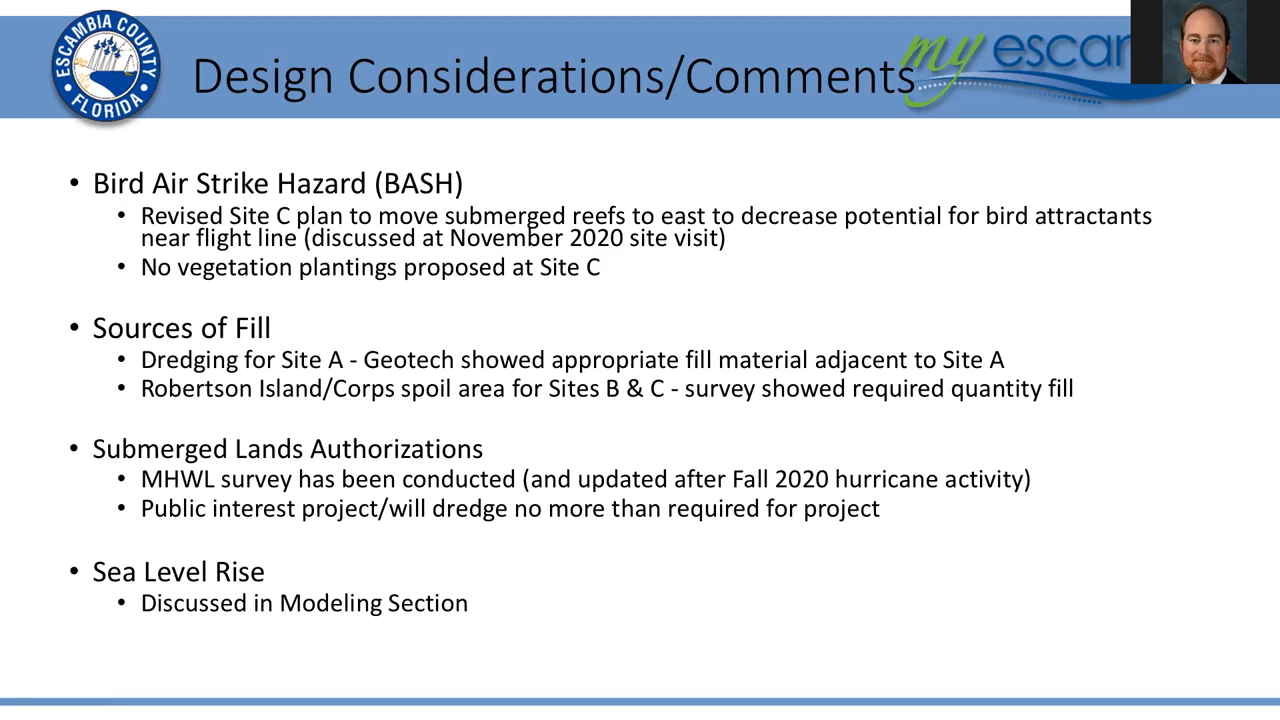 ESCAMBIA COUNTY
FLORIDA
Design Considerations/Comments
my escar
• Bird Air Strike Hazard (BASH)
• Revised Site C plan to move submerged reefs to east to decrease potential for bird attractants
near flight line (discussed at November 2020 site visit)
• No vegetation plantings proposed at Site C
• Sources of Fill
• Dredging for Site A - Geotech showed appropriate fill material adjacent to Site A
• Robertson Island/Corps spoil area for Sites B & C - survey showed required quantity fill
• Submerged Lands Authorizations
• MHWL survey has been conducted (and updated after Fall 2020 hurricane activity)
• Public interest project/will dredge no more than required for project
• Sea Level Rise
• Discussed in Modeling Section